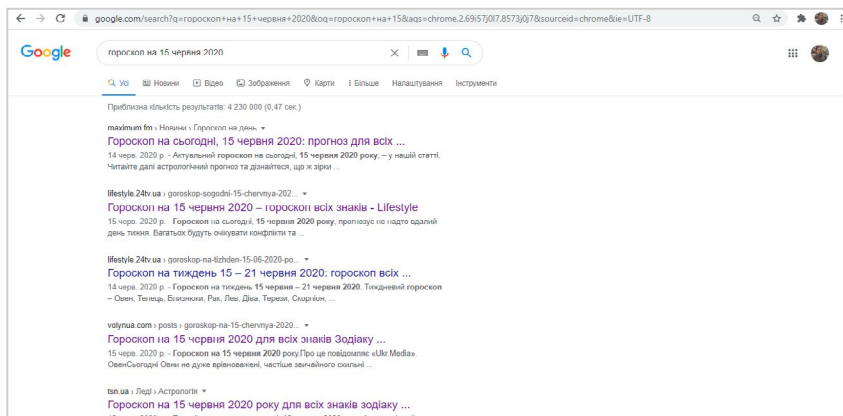 google.com/search?q=гороскоп+на+15+червня+2020&oq=гороскоп+на+15&aqs=chrome.2.69i57j0l7.8573j0j7&sourceid=chrome&ie=UTF-8
Google
гороскоп на 15 червня 2020
Усі Новини Відео Зображення Карти Більше Налаштування Інструменти
Приблизна кількість результатів: 4 230 000 (0,47 сек.)
maximum.fm › Новини › Гороскоп на день
Гороскоп на сьогодні, 15 червня 2020: прогноз для всіх ...
14 черв. 2020 р. - Актуальний гороскоп на сьогодні, 15 червня 2020 року, – у нашій статті.
Читайте далі астрологічний прогноз та дізнайтеся, що ж зірки ...
lifestyle.24tv.ua › goroskop-sogodni-15-chervnya-202...
Гороскоп на 15 червня 2020 – гороскоп всіх знаків - Lifestyle
15 черв. 2020 р. - Гороскоп на сьогодні, 15 червня 2020 року, прогнозує не надто вдалий
день тижня. Багатьох будуть очікувати конфлікти та ...
lifestyle.24tv.ua › goroskop-na-tizhden-15-06-2020-po...
Гороскоп на тиждень 15 – 21 червня 2020: гороскоп всіх ...
14 черв. 2020 р. - Гороскоп на тиждень 15 червня – 21 червня 2020. Тижневий гороскоп
– Овен, Телець, Близнюки, Рак, Лев, Діва, Терези, Скорпіон, ...
volynua.com › posts › goroskop-na-15-chervnya-2020...
Гороскоп на 15 червня 2020 для всіх знаків Зодіаку ...
15 черв. 2020 р. - Гороскоп на 15 червня 2020 року.Про це повідомляє «Ukr.Media».
ОвенСьогодні Овни не дуже врівноважені, частіше звичайного схильні ...
tsn.ua › Леді › Астрологія
Гороскоп на 15 червня 2020 року для всіх знаків зодіаку ...